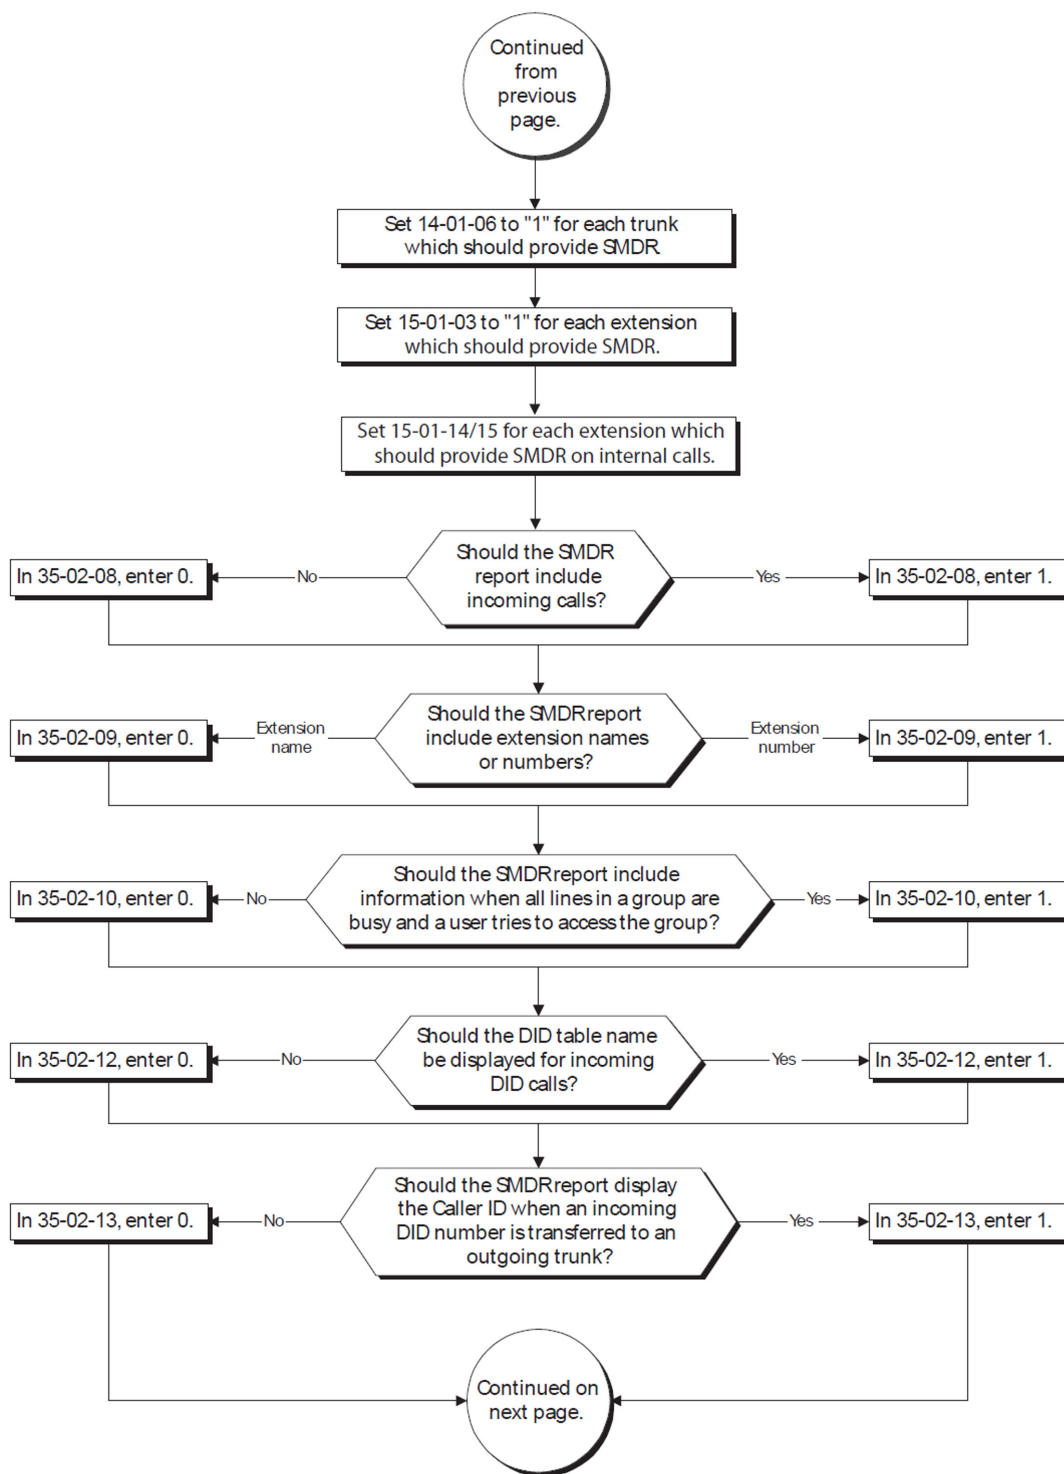 Continued
from
previous
page.
Set 14-01-06 to "1" for each trunk
which should provide SMDR.
Set 15-01-03 to "1" for each extension
which should provide SMDR.
Set 15-01-14/15 for each extension which
should provide SMDR on internal calls.
Should the SMDR
report include
incoming calls?
In 35-02-08, enter 0.
No
Yes
In 35-02-08, enter 1.
Should the SMDR report
include extension names
or numbers?
In 35-02-09, enter 0.
Extension
name
Extension
number
In 35-02-09, enter 1.
Should the SMDR report include
information when all lines in a group are
busy and a user tries to access the group?
In 35-02-10, enter 0.
No
Yes
In 35-02-10, enter 1.
Should the DID table name
be displayed for incoming
DID calls?
In 35-02-12, enter 0.
No
Yes
In 35-02-12, enter 1.
Should the SMDR report display
the Caller ID when an incoming
DID number is transferred to an
outgoing trunk?
In 35-02-13, enter 0.
No
Yes
In 35-02-13, enter 1.
Continued on
next page.